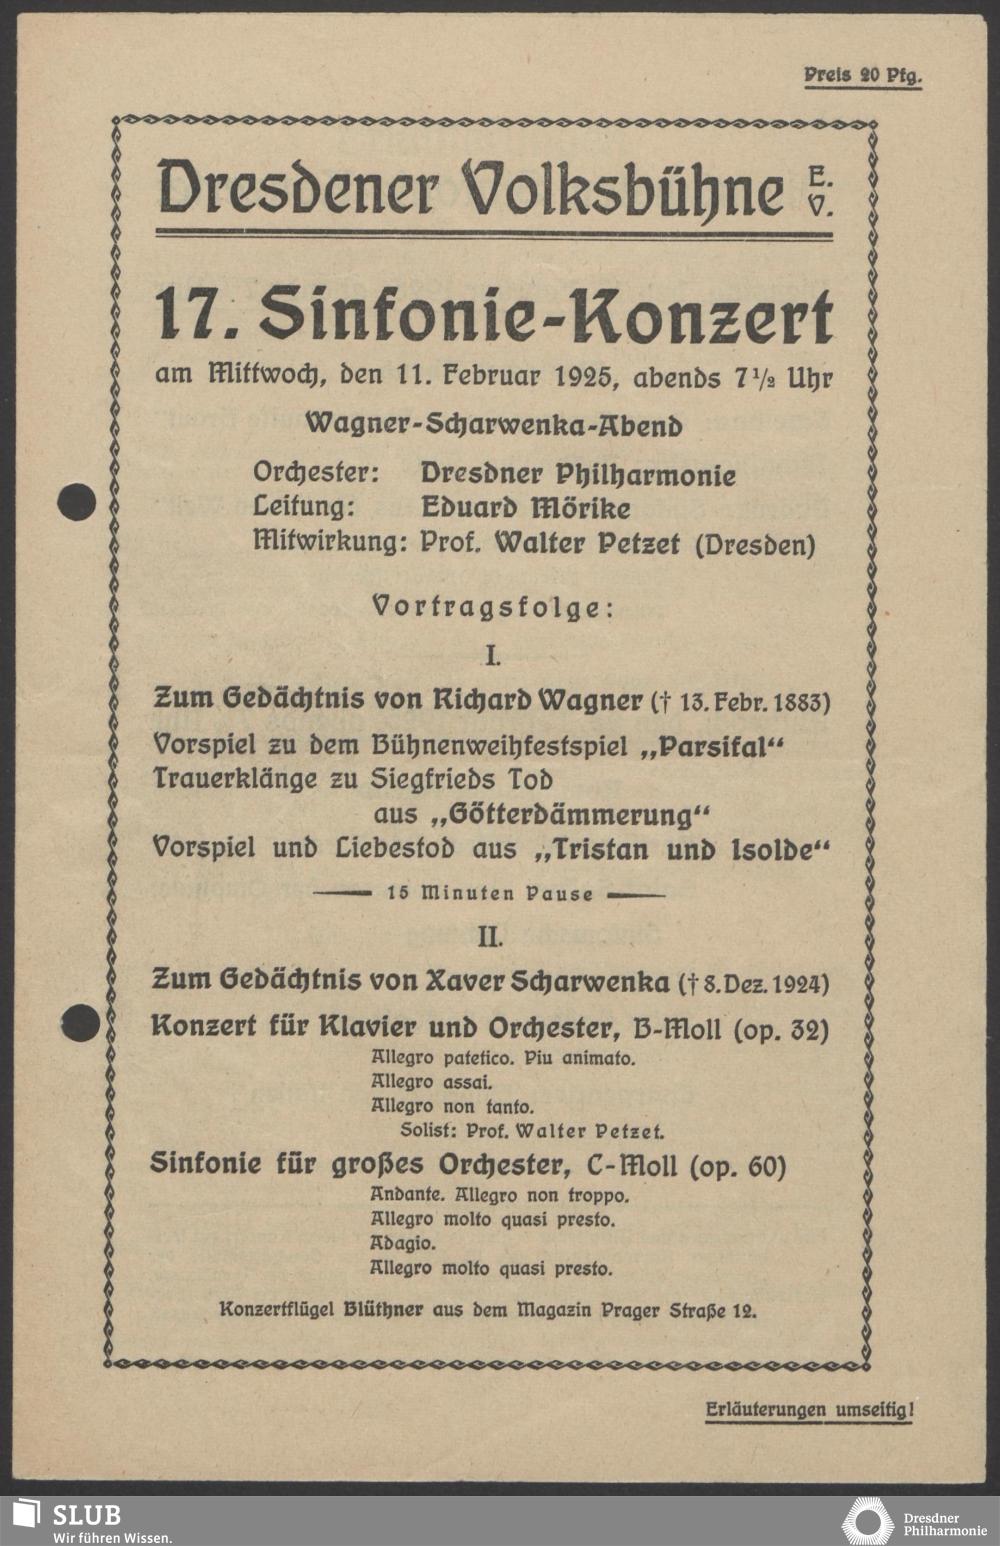 Preis 20 Pfg.
Dresdener Volksbühne E. V.
17. Sinfonie-Konzert
am Mittwoch, den 11. Februar 1925, abends 7 1/2 Uhr
Wagner-Scharwenka-Abend
Orchester: Dresdner Philharmonie
Leitung: Eduard Mörike
Mitwirkung: Prof. Walter Petzet (Dresden)
Vortragsfolge:
I.
Zum Gedächtnis von Richard Wagner († 13. Febr. 1883)
Vorspiel zu dem Bühnenweihfestspiel „Parsifal“
Trauerklänge zu Siegfrieds Tod
aus „Götterdämmerung“
Vorspiel und Liebestod aus „Tristan und Isolde“
15 Minuten Pause
II.
Zum Gedächtnis von Xaver Scharwenka († 8. Dez. 1924)
Konzert für Klavier und Orchester, B-Moll (op. 32)
Allegro patetico. Piu animato.
Allegro assai.
Allegro non tanto.
Solist: Prof. Walter Petzet.
Sinfonie für großes Orchester, C-Moll (op. 60)
Andante. Allegro non troppo.
Allegro molto quasi presto.
Adagio.
Allegro molto quasi presto.
Konzertflügel Blüthner aus dem Magazin Prager Straße 12.
Erläuterungen umseitig!
SLUB
Wir führen Wissen.
Dresdner
Philharmonie